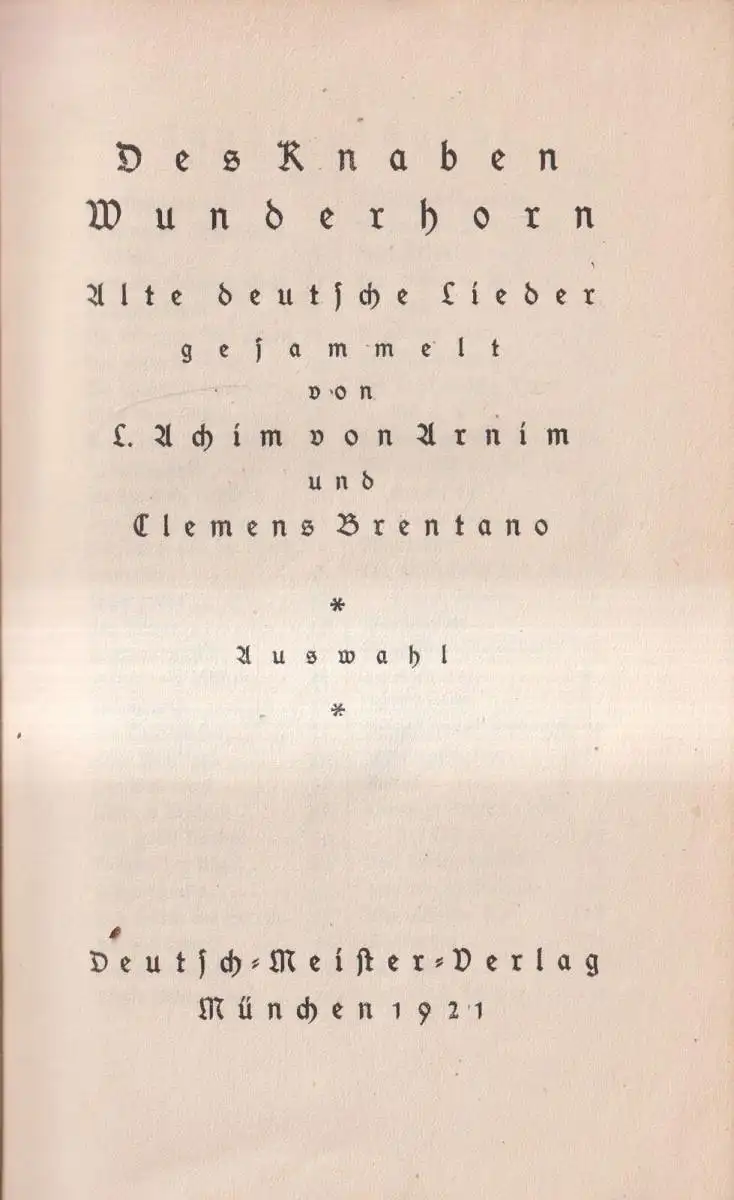 Des Knaben
Wunderhorn
Alte deutsche Lieder
gesammelt
von
L. Achim von Arnim
und
Clemens Brentano
*
Auswahl
*
Deutsch-Meister-Verlag
München 1921